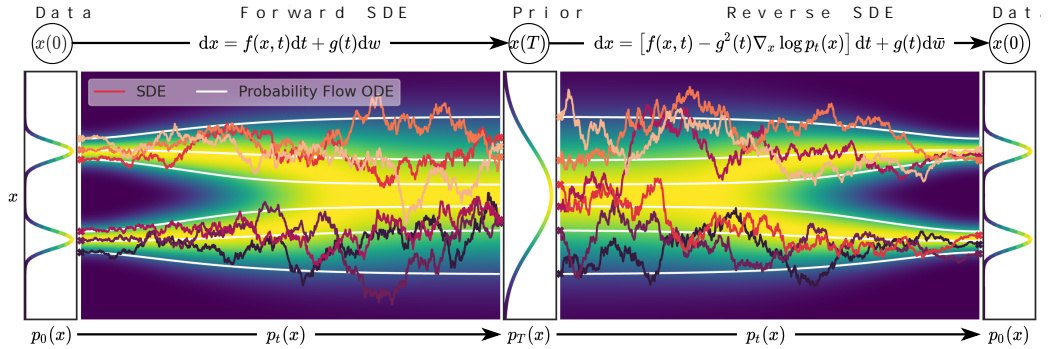 Data Forward SDE Prior Reverse SDE Data
x(0) dx = f(x, t)dt + g(t)dw x(T) dx = [f(x, t) − g²(t)∇ₓ log pₜ(x)] dt + g(t)dw̄ x(0)
SDE Probability Flow ODE
x
p₀(x) pₜ(x) p_T(x) pₜ(x) p₀(x)